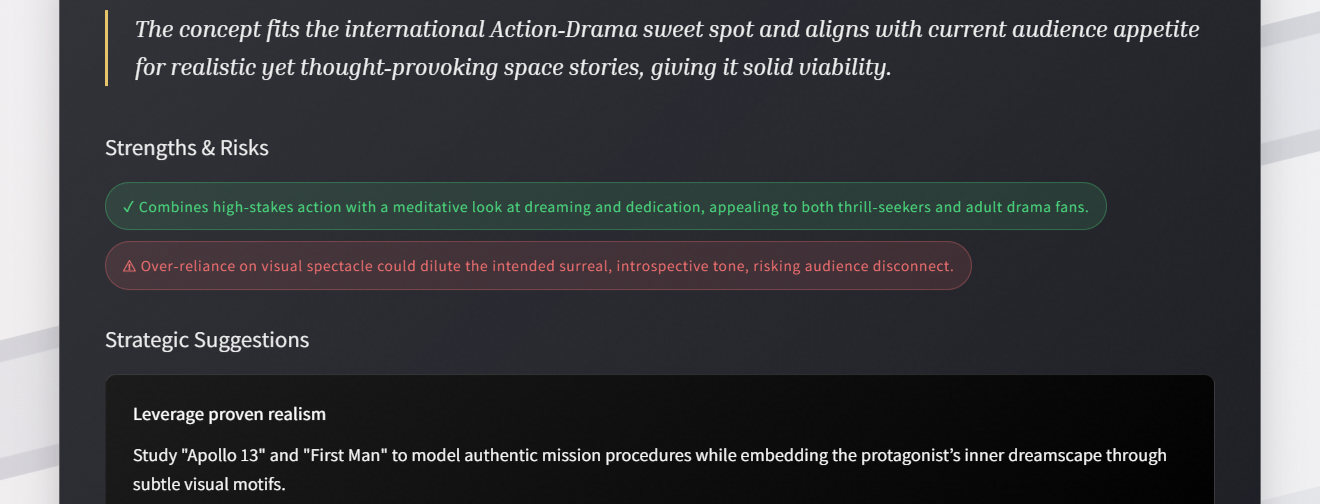 The concept fits the international Action-Drama sweet spot and aligns with current audience appetite
for realistic yet thought-provoking space stories, giving it solid viability.
Strengths & Risks
✓ Combines high-stakes action with a meditative look at dreaming and dedication, appealing to both thrill-seekers and adult drama fans.
⚠ Over-reliance on visual spectacle could dilute the intended surreal, introspective tone, risking audience disconnect.
Strategic Suggestions
Leverage proven realism
Study "Apollo 13" and "First Man" to model authentic mission procedures while embedding the protagonist’s inner dreamscape through
subtle visual motifs.